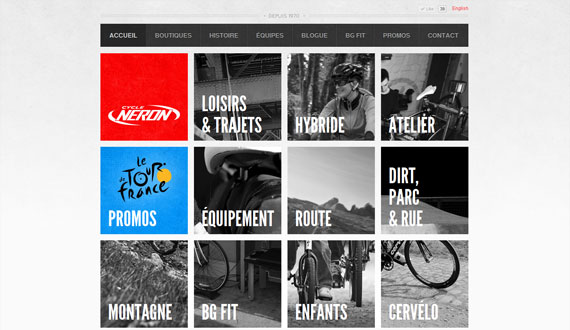 Like 36 English
DEPUIS 1970
ACCUEIL BOUTIQUES HISTOIRE ÉQUIPES BLOGUE BG FIT PROMOS CONTACT
CYCLE
NERON
LOISIRS
& TRAJETS
HYBRIDE
ATELIER
le
de TOUR
france
PROMOS
ÉQUIPEMENT
ROUTE
DIRT,
PARC
& RUE
MONTAGNE
BG FIT
ENFANTS
CERVÉLO